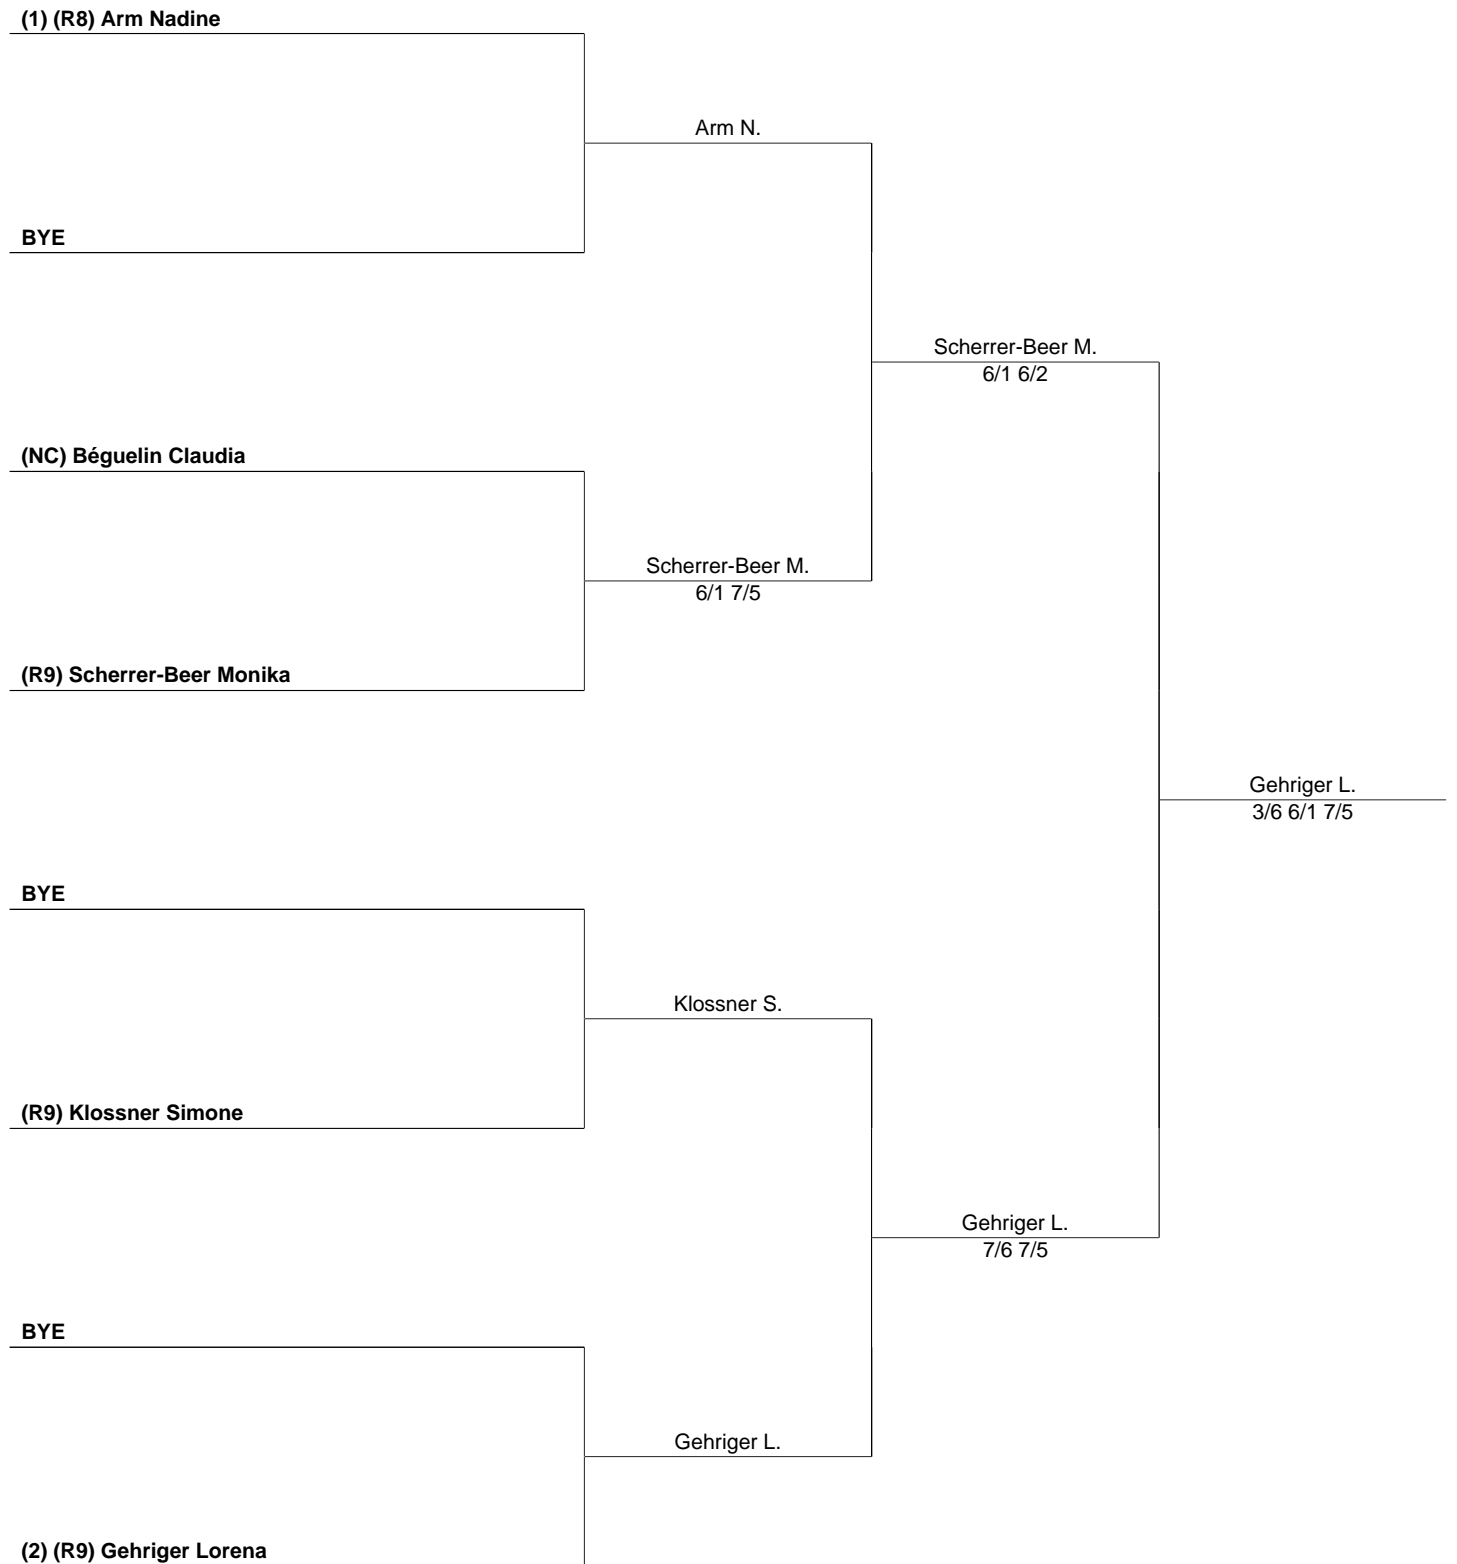 (1) (R8) Arm Nadine
Arm N.
BYE
Scherrer-Beer M.
6/1 6/2
(NC) Béguelin Claudia
Scherrer-Beer M.
6/1 7/5
(R9) Scherrer-Beer Monika
Gehriger L.
3/6 6/1 7/5
BYE
Klossner S.
(R9) Klossner Simone
Gehriger L.
7/6 7/5
BYE
Gehriger L.
(2) (R9) Gehriger Lorena